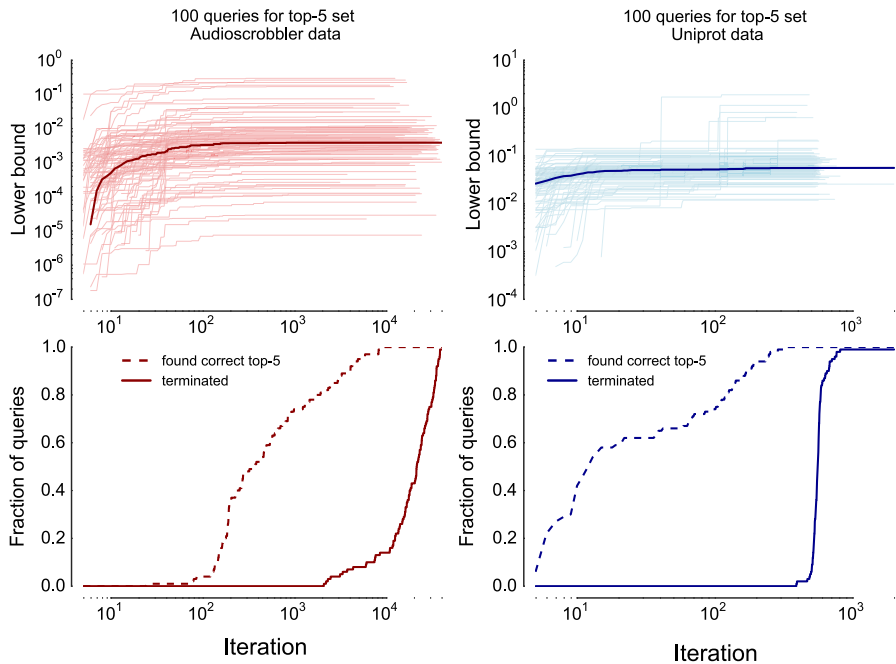 100 queries for top-5 set
Audioscrobbler data
10^0
10^-1
10^-2
10^-3
10^-4
10^-5
10^-6
10^-7
Lower bound
10^1
10^2
10^3
10^4
100 queries for top-5 set
Uniprot data
10^1
10^0
10^-1
10^-2
10^-3
10^-4
Lower bound
10^1
10^2
10^3
1.0
0.8
0.6
0.4
0.2
0.0
Fraction of queries
found correct top-5
terminated
10^1
10^2
10^3
10^4
Iteration
1.0
0.8
0.6
0.4
0.2
0.0
Fraction of queries
found correct top-5
terminated
10^1
10^2
10^3
Iteration